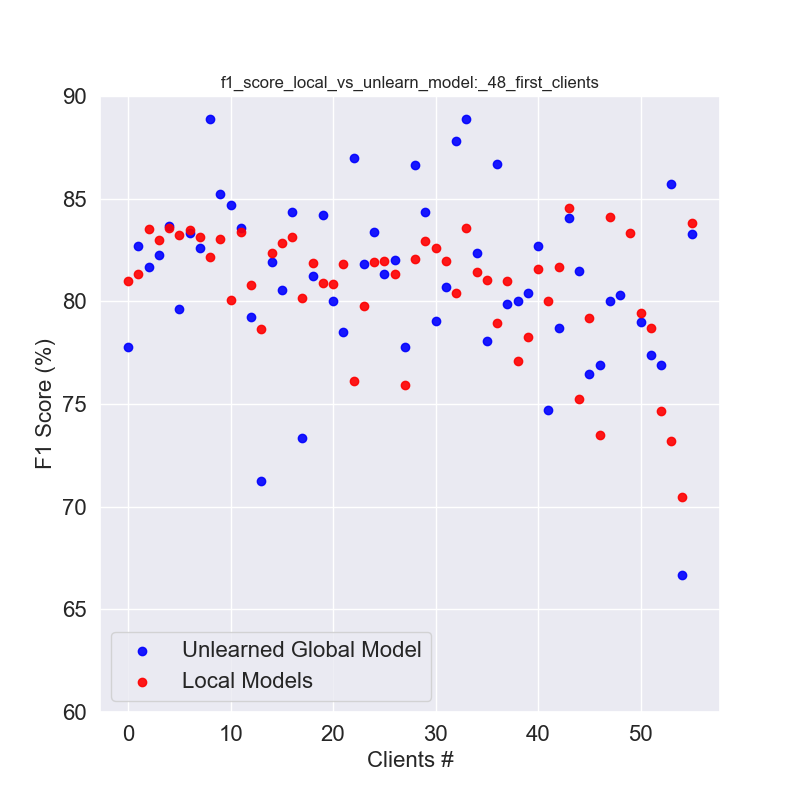 f1_score_local_vs_unlearn_model:_48_first_clients
90
85
80
75
70
65
60
F1 Score (%)
Unlearned Global Model
Local Models
0 10 20 30 40 50
Clients #